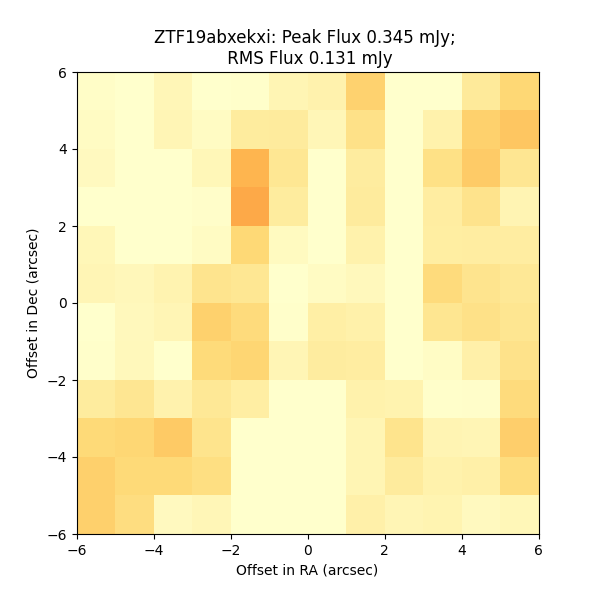 ZTF19abxekxi: Peak Flux 0.345 mJy;
RMS Flux 0.131 mJy
6
4
2
0
−2
−4
−6
Offset in Dec (arcsec)
−6 −4 −2 0 2 4 6
Offset in RA (arcsec)